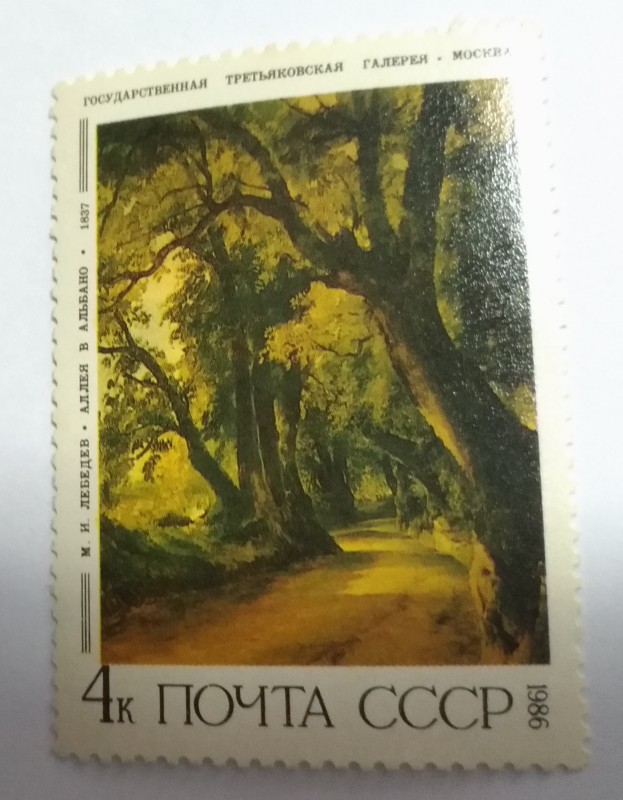 ГОСУДАРСТВЕННАЯ ТРЕТЬЯКОВСКАЯ ГАЛЕРЕЯ • МОСКВА
М. И. ЛЕБЕДЕВ • АЛЛЕЯ В АЛЬБАНО • 1837
4к ПОЧТА СССР
1986